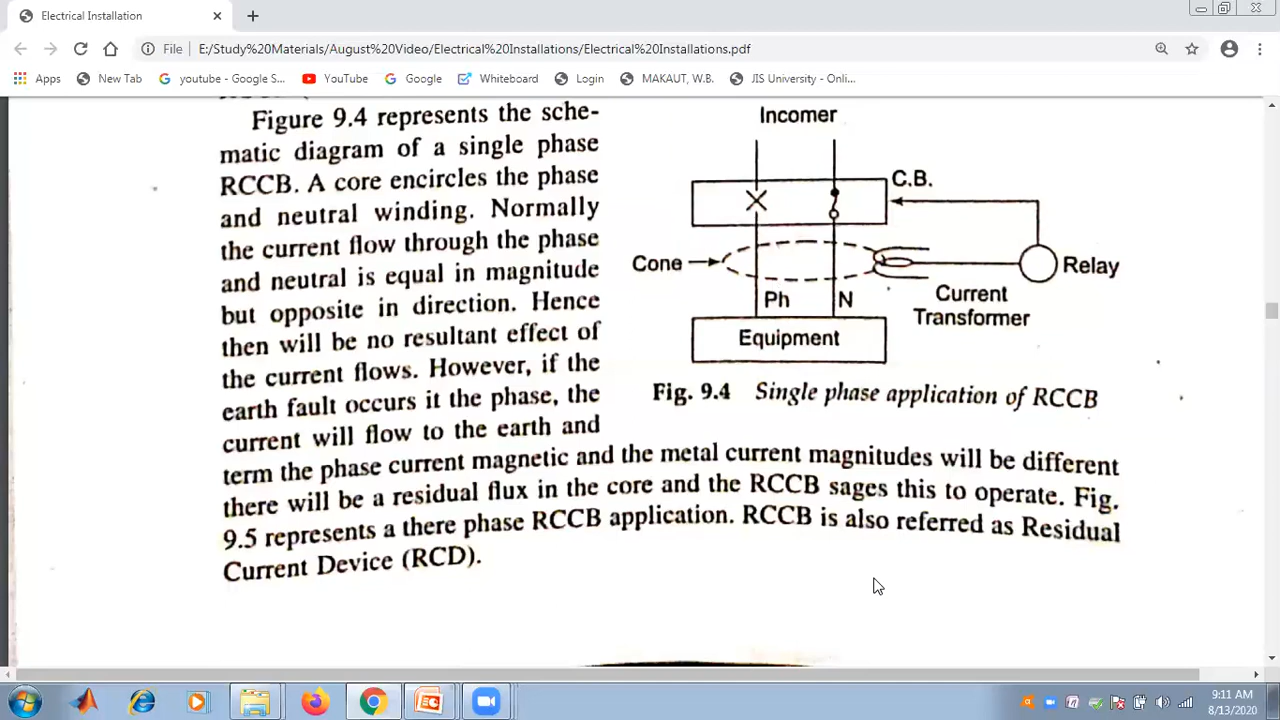 Electrical Installation
File | E:/Study%20Materials/August%20Video/Electrical%20Installations/Electrical%20Installations.pdf
Apps New Tab youtube - Google S... YouTube Google Whiteboard Login MAKAUT, W.B. JIS University - Onli...
Figure 9.4 represents the sche-
matic diagram of a single phase
RCCB. A core encircles the phase
and neutral winding. Normally
the current flow through the phase
and neutral is equal in magnitude
but opposite in direction. Hence
then will be no resultant effect of
the current flows. However, if the
earth fault occurs it the phase, the
current will flow to the earth and
term the phase current magnetic and the metal current magnitudes will be different
there will be a residual flux in the core and the RCCB sages this to operate. Fig.
9.5 represents a there phase RCCB application. RCCB is also referred as Residual
Current Device (RCD).
Incomer
C.B.
Cone
Relay
Ph N
Current
Transformer
Equipment
Fig. 9.4 Single phase application of RCCB
9:11 AM
8/13/2020